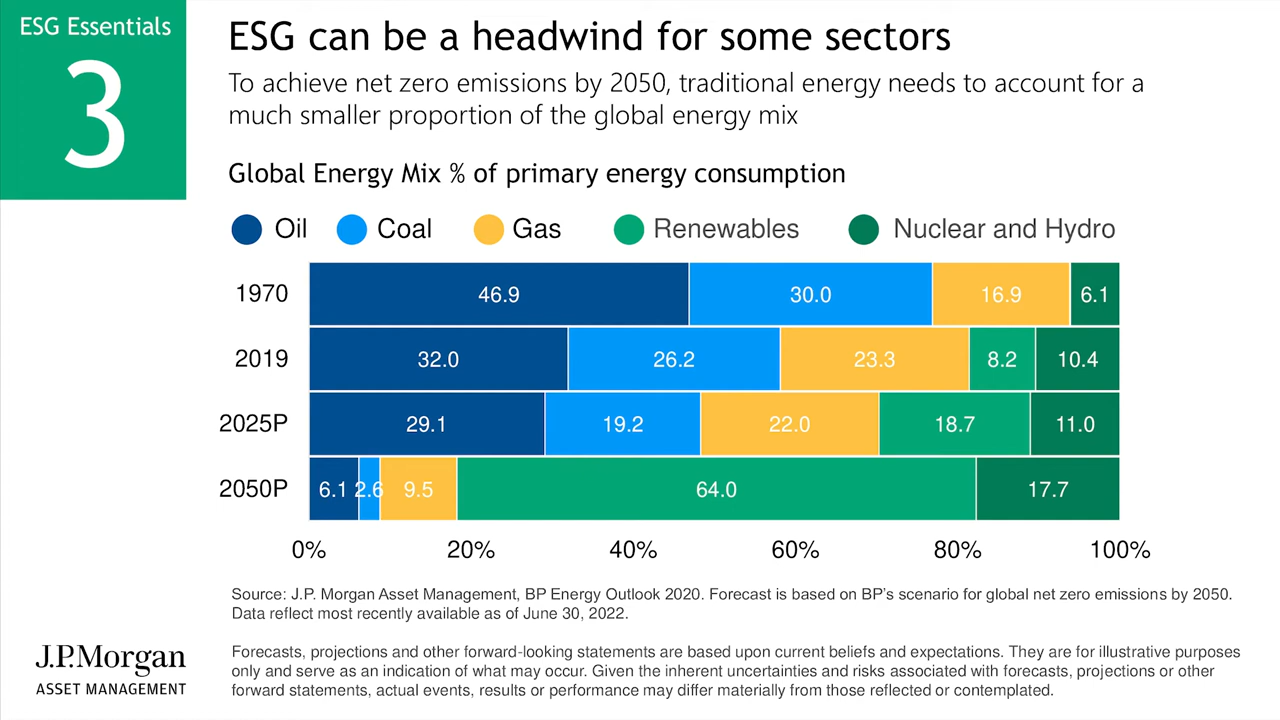 ESG Essentials
3
ESG can be a headwind for some sectors
To achieve net zero emissions by 2050, traditional energy needs to account for a
much smaller proportion of the global energy mix
Global Energy Mix % of primary energy consumption
Oil Coal Gas Renewables Nuclear and Hydro
1970 46.9 30.0 16.9 6.1
2019 32.0 26.2 23.3 8.2 10.4
2025P 29.1 19.2 22.0 18.7 11.0
2050P 6.1 2.6 9.5 64.0 17.7
0% 20% 40% 60% 80% 100%
Source: J.P. Morgan Asset Management, BP Energy Outlook 2020. Forecast is based on BP's scenario for global net zero emissions by 2050.
Data reflect most recently available as of June 30, 2022.
Forecasts, projections and other forward-looking statements are based upon current beliefs and expectations. They are for illustrative purposes
only and serve as an indication of what may occur. Given the inherent uncertainties and risks associated with forecasts, projections or other
forward statements, actual events, results or performance may differ materially from those reflected or contemplated.
J.P.Morgan
ASSET MANAGEMENT